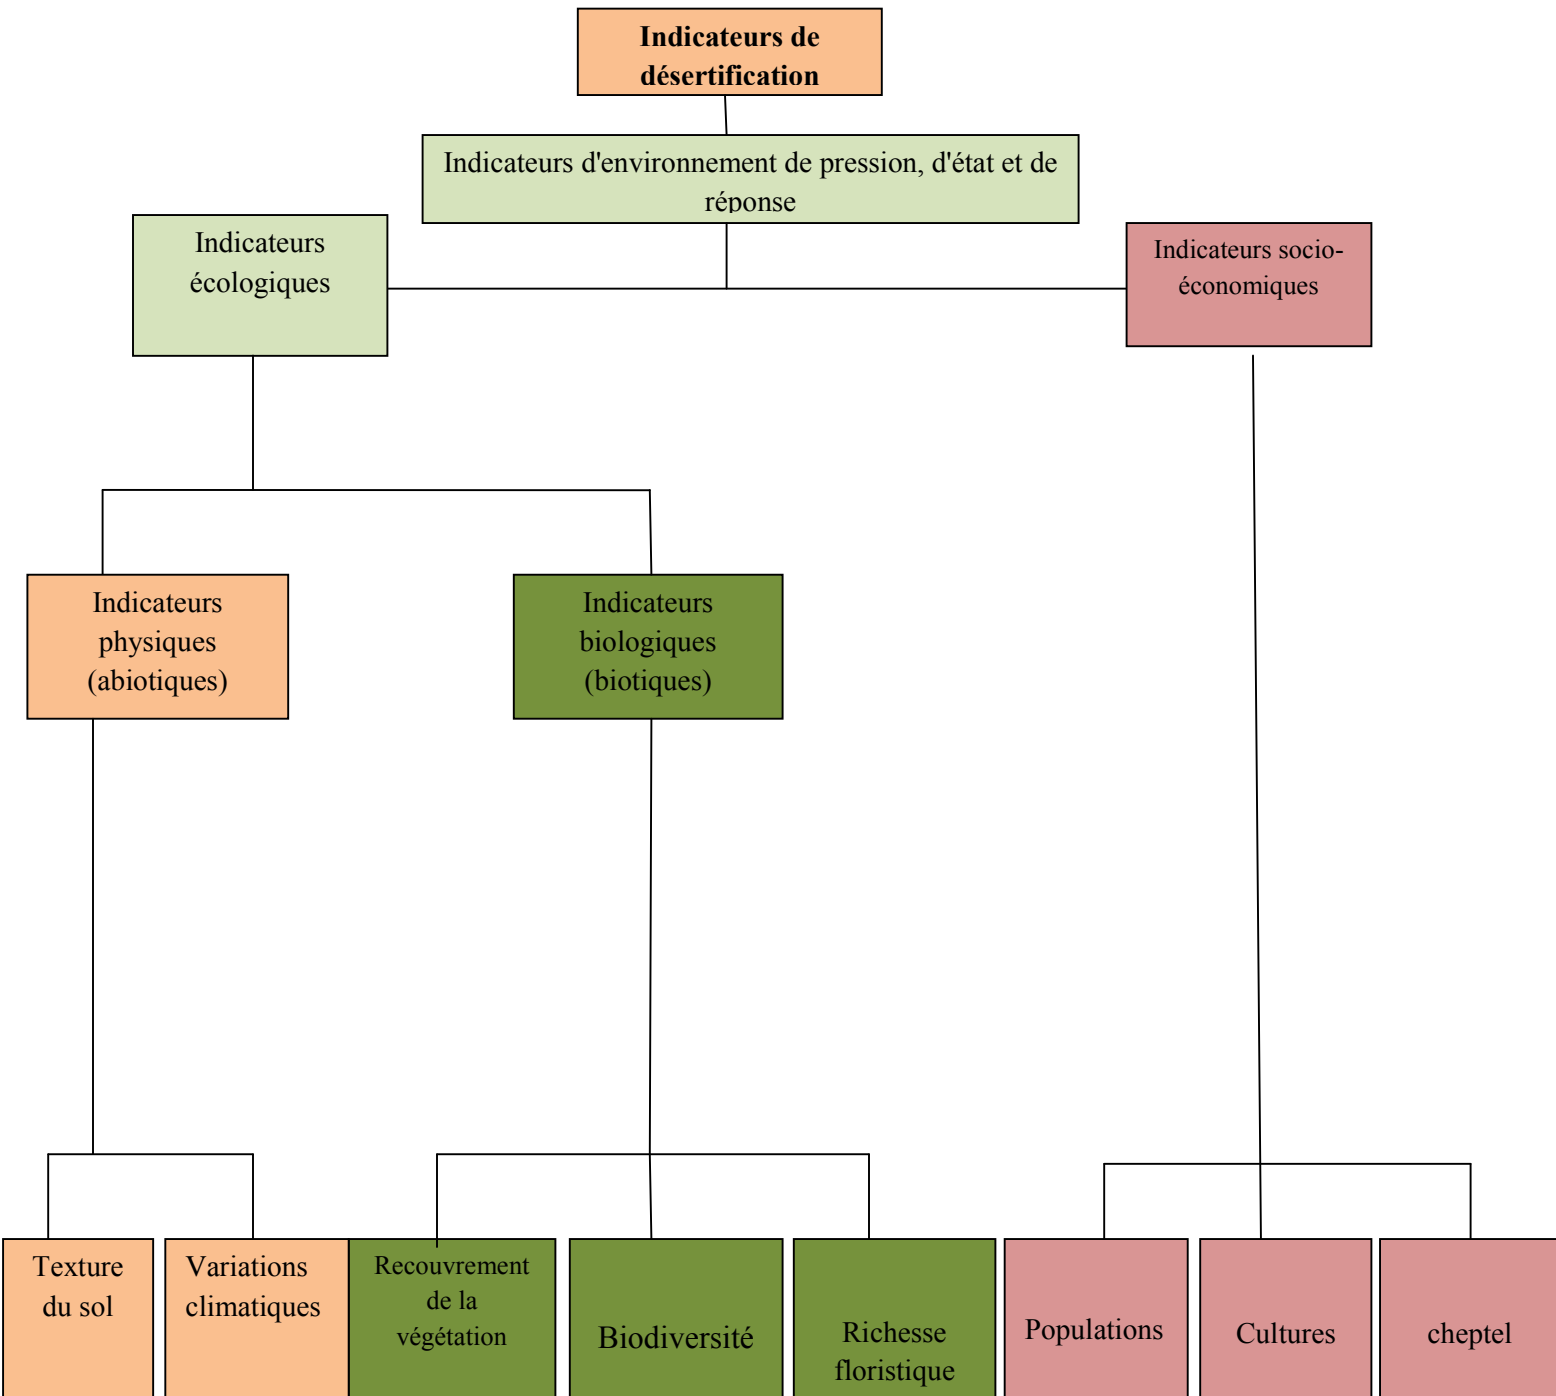 Indicateurs de
désertification
Indicateurs d'environnement de pression, d'état et de
réponse
Indicateurs
écologiques
Indicateurs socio-
économiques
Indicateurs
physiques
(abiotiques)
Indicateurs
biologiques
(biotiques)
Texture
du sol
Variations
climatiques
Recouvrement
de la
végétation
Biodiversité
Richesse
floristique
Populations
Cultures
cheptel